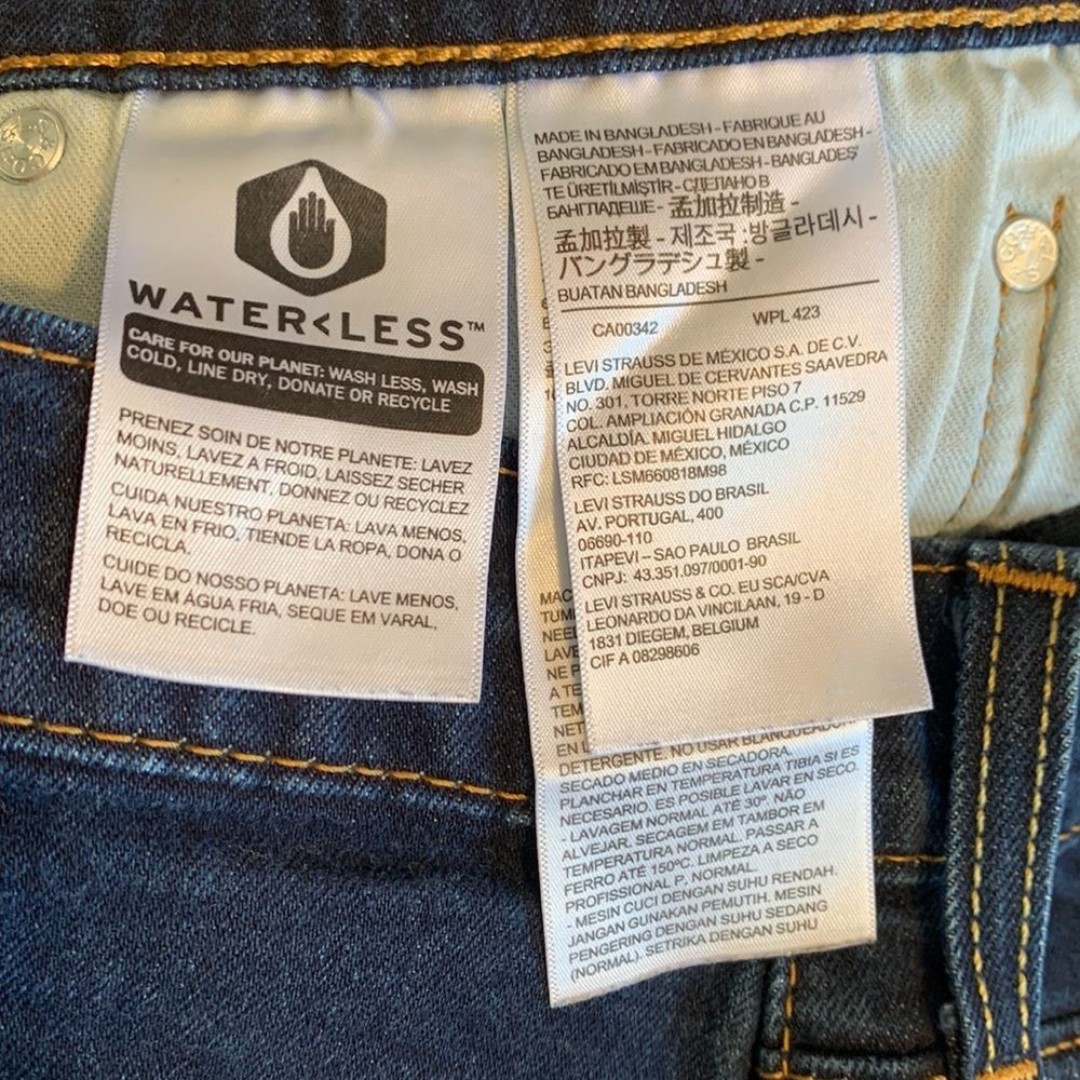 WATER<LESS™
CARE FOR OUR PLANET: WASH LESS, WASH
COLD, LINE DRY, DONATE OR RECYCLE
PRENEZ SOIN DE NOTRE PLANETE: LAVEZ
MOINS, LAVEZ A FROID, LAISSEZ SECHER
NATURELLEMENT, DONNEZ OU RECYCLEZ
CUIDA NUESTRO PLANETA: LAVA MENOS,
LAVA EN FRIO, TIENDE LA ROPA, DONA O
RECICLA.
CUIDE DO NOSSO PLANETA: LAVE MENOS,
LAVE EM ÁGUA FRIA, SEQUE EM VARAL,
DOE OU RECICLE.
MADE IN BANGLADESH - FABRIQUE AU
BANGLADESH - FABRICADO EN BANGLADESH -
FABRICADO EM BANGLADESH - BANGLADEŞ'
TE ÜRETİLMİŞTİR - СДЕЛАНО В
БАНГЛАДЕШЕ - 孟加拉制造 -
孟加拉製 - 제조국 :방글라데시 -
バングラデシュ製 -
BUATAN BANGLADESH
CA00342 WPL 423
LEVI STRAUSS DE MÉXICO S.A. DE C.V.
BLVD. MIGUEL DE CERVANTES SAAVEDRA
NO. 301, TORRE NORTE PISO 7
COL. AMPLIACIÓN GRANADA C.P. 11529
ALCALDÍA. MIGUEL HIDALGO
CIUDAD DE MÉXICO, MÉXICO
RFC: LSM660818M98
LEVI STRAUSS DO BRASIL
AV. PORTUGAL, 400
06690-110
ITAPEVI – SAO PAULO BRASIL
CNPJ: 43.351.097/0001-90
LEVI STRAUSS & CO. EU SCA/CVA
LEONARDO DA VINCILAAN, 19 - D
1831 DIEGEM, BELGIUM
CIF A 08298606
MAC
TUM
NEE
LAVE
NE P
A TE
TEM
NET
EN L
DETERGENTE. NO USAR BLANQUEADOR.
SECADO MEDIO EN SECADORA.
PLANCHAR EN TEMPERATURA TIBIA SI ES
NECESARIO. ES POSIBLE LAVAR EN SECO.
- LAVAGEM NORMAL ATÉ 30º. NÃO
ALVEJAR. SECAGEM EM TAMBOR EM
TEMPERATURA NORMAL. PASSAR A
FERRO ATÉ 150ºC. LIMPEZA A SECO
PROFISSIONAL P, NORMAL.
- MESIN CUCI DENGAN SUHU RENDAH.
JANGAN GUNAKAN PEMUTIH. MESIN
PENGERING DENGAN SUHU SEDANG
(NORMAL). SETRIKA DENGAN SUHU